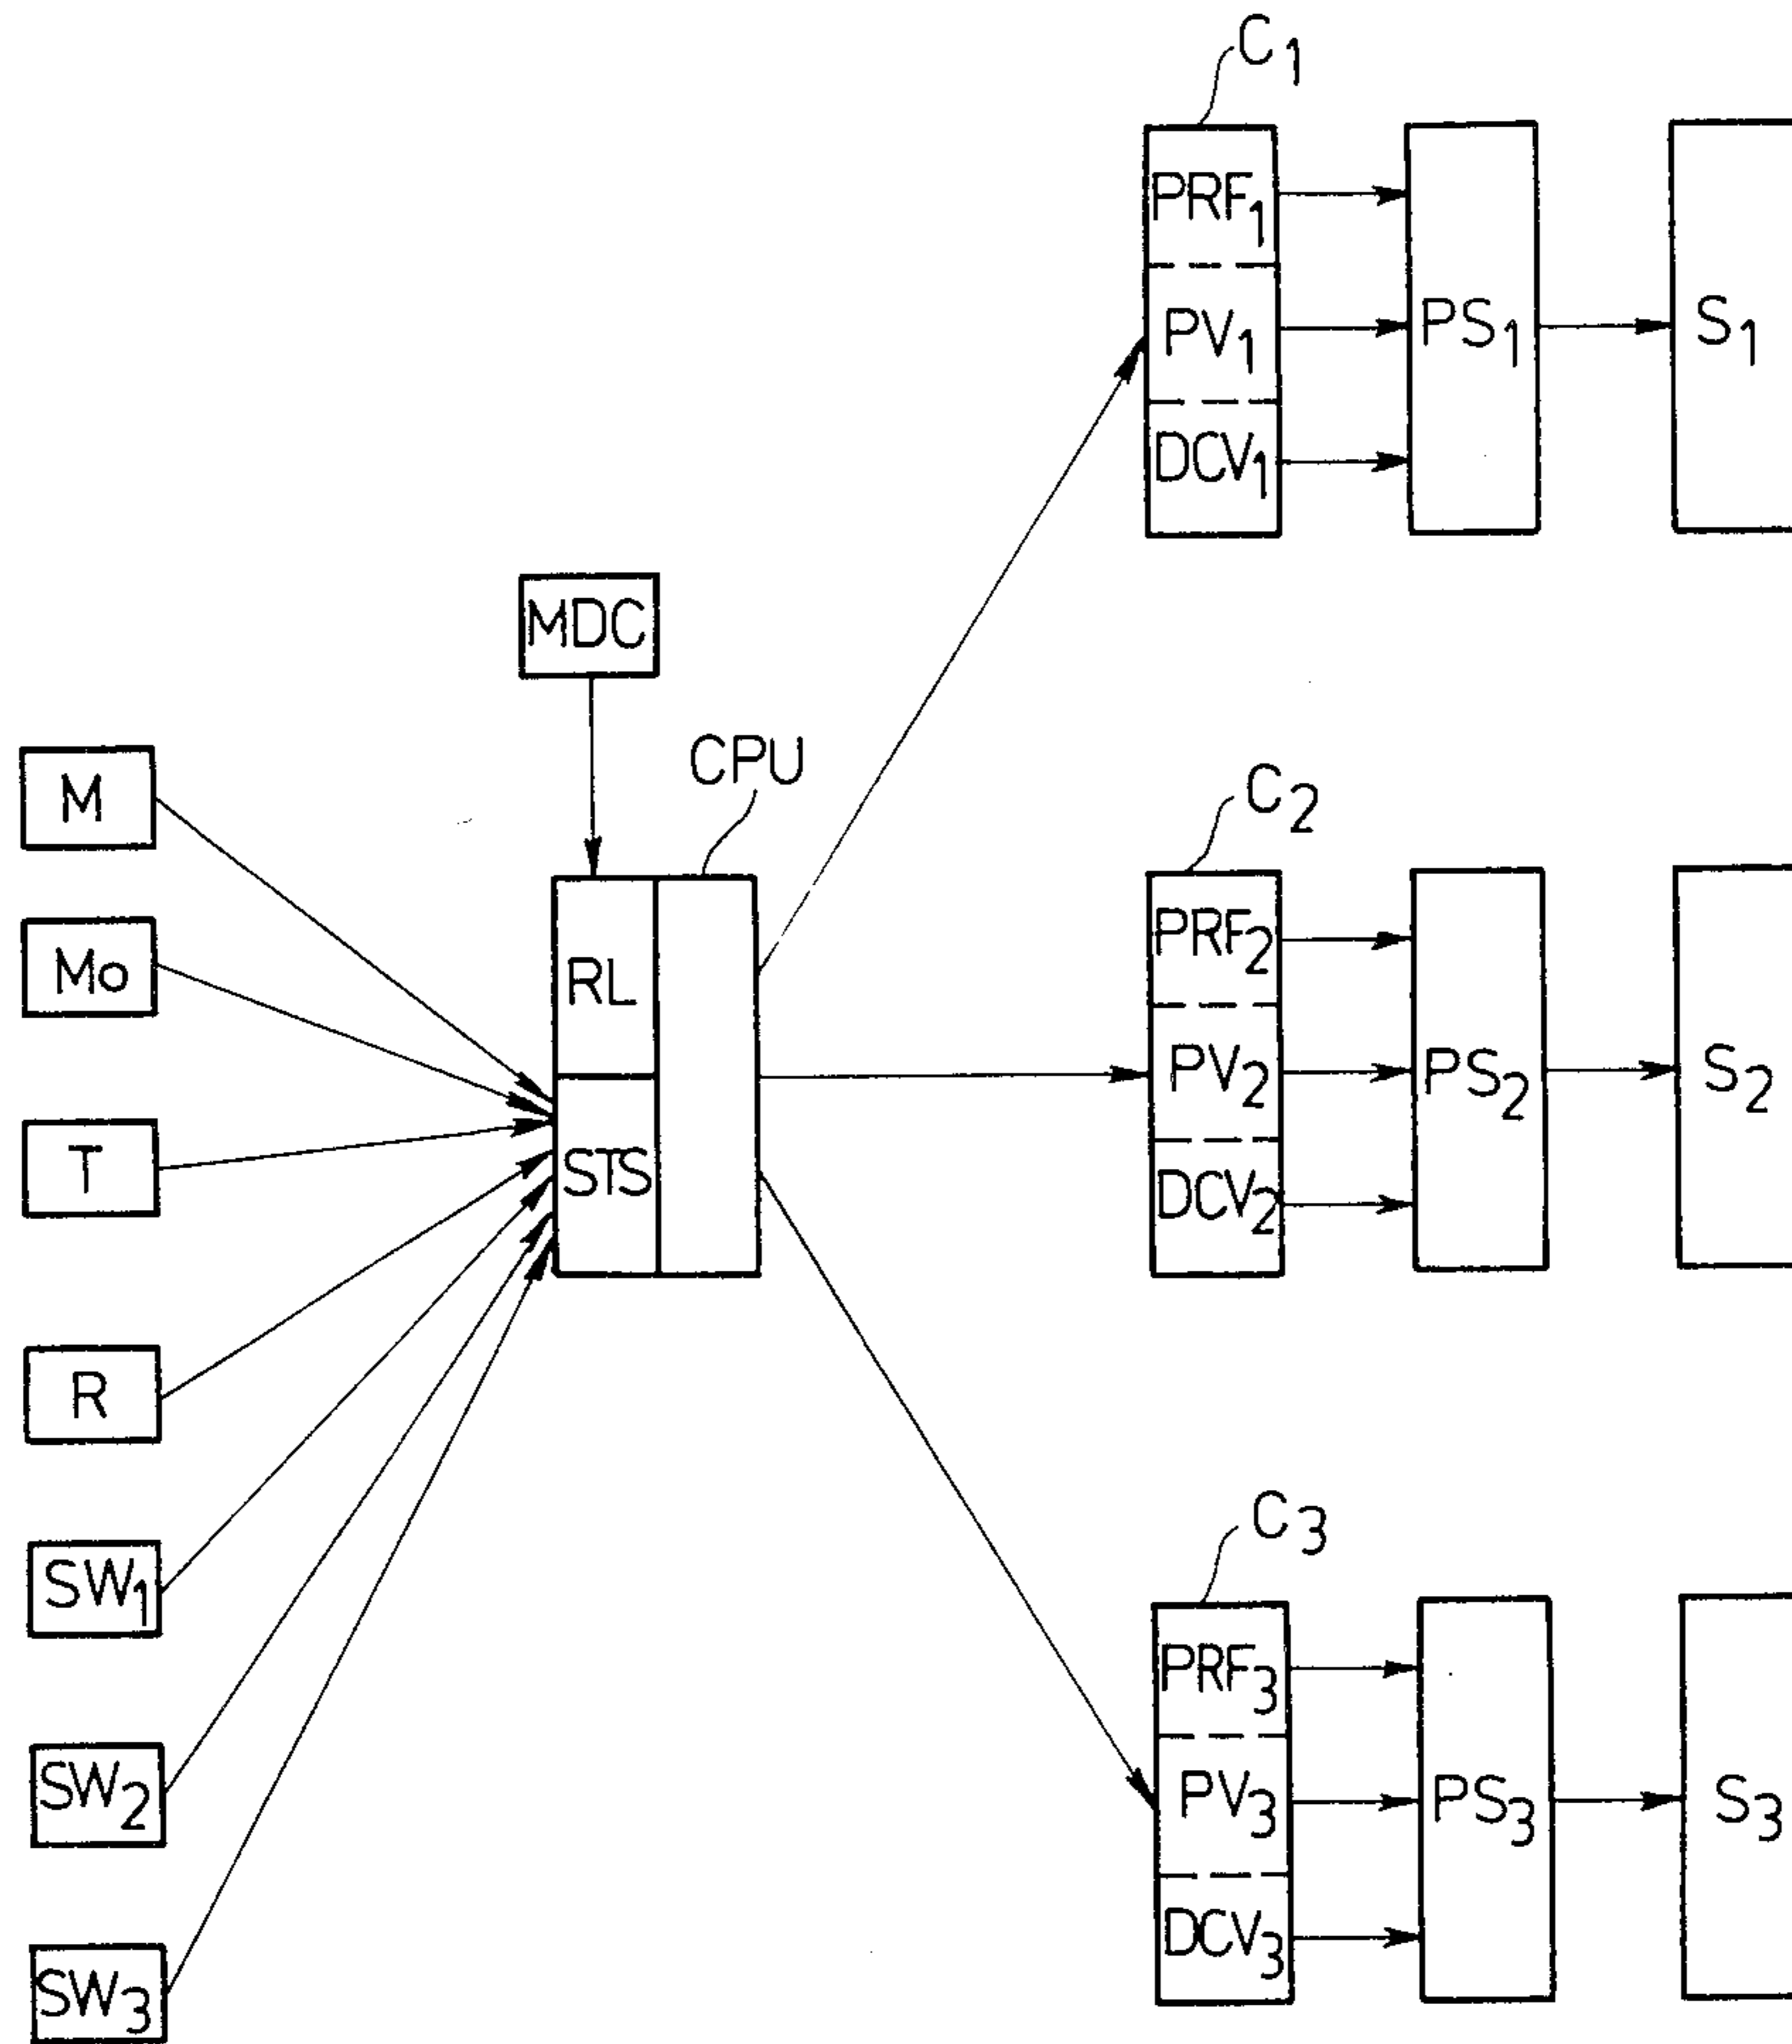 C1
PRF1
PV1
PS1
S1
DCV1
MDC
CPU
M
C2
Mo
RL
PRF2
PV2
PS2
S2
T
STS
DCV2
R
C3
SW1
PRF3
SW2
PV3
PS3
S3
DCV3
SW3